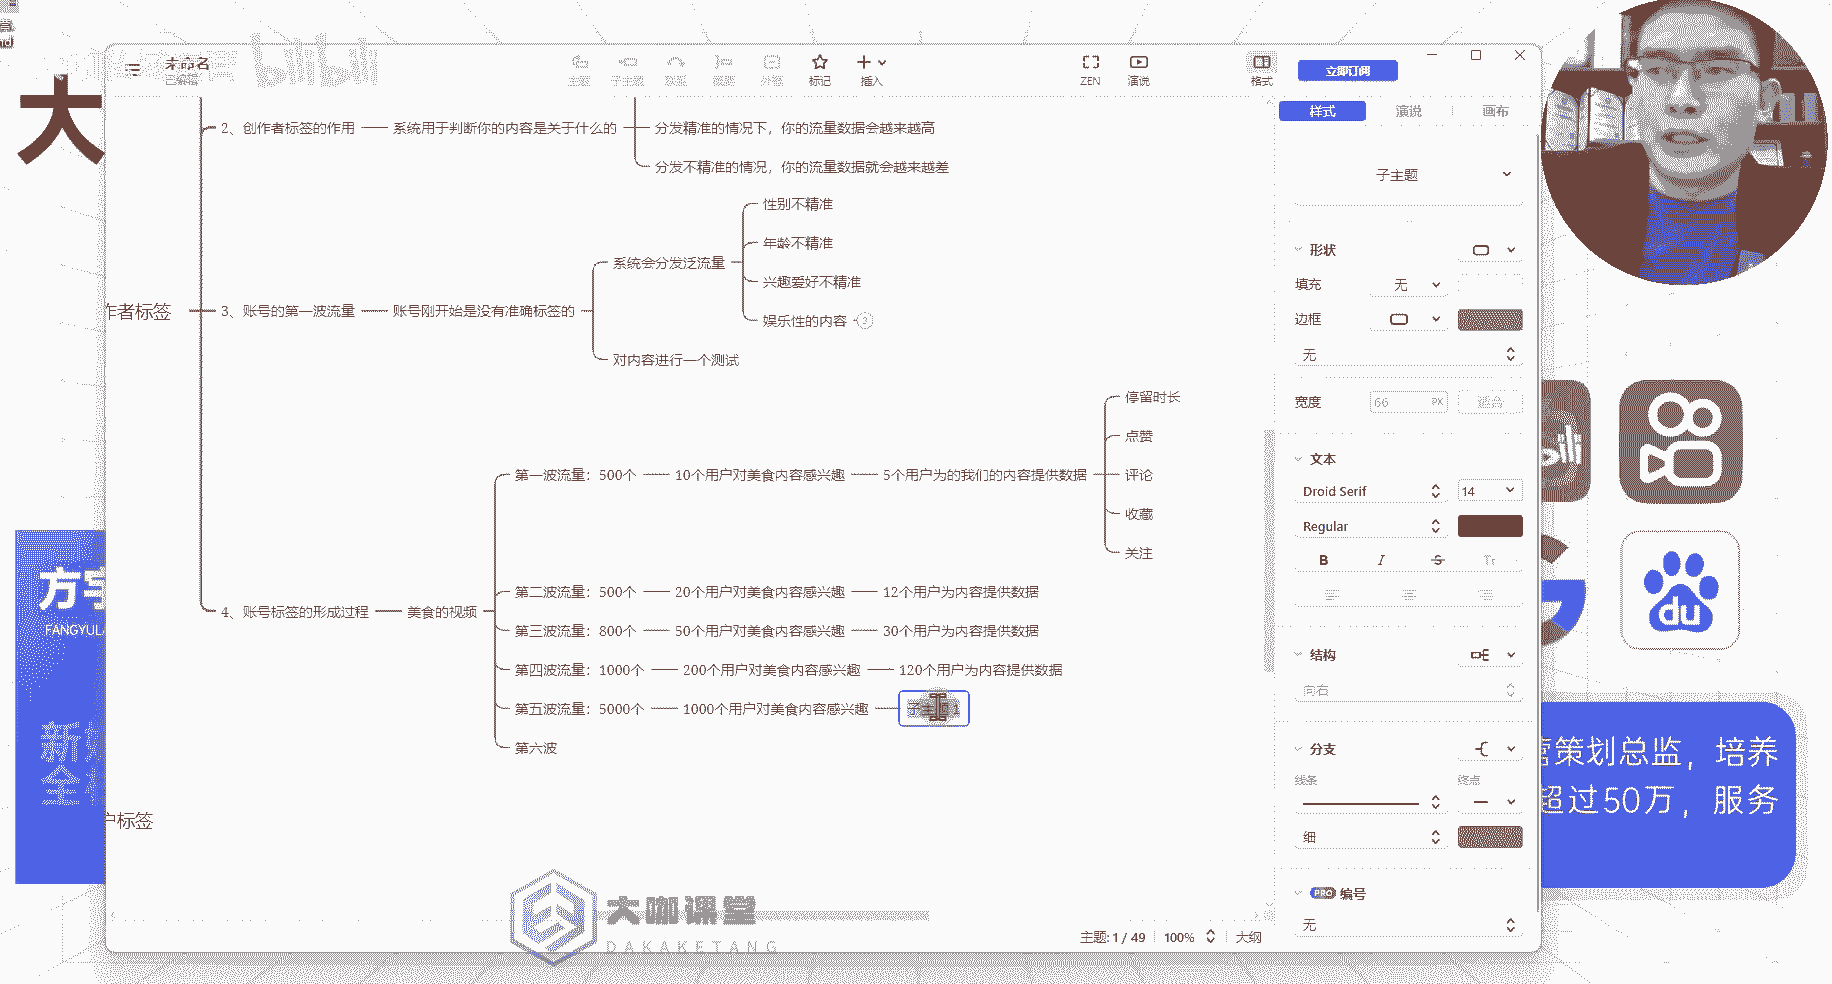 大
未命名
已编辑
bilibili
主题
子主题
联系
概要
外框
标记
插入
ZEN
演说
格式
立即订阅
样式
演说
画布
2、创作者标签的作用
系统用于判断你的内容是关于什么的
分发精准的情况下，你的流量数据会越来越高
分发不精准的情况，你的流量数据就会越来越差
作者标签
3、账号的第一波流量
账号刚开始是没有准确标签的
系统会分发泛流量
性别不精准
年龄不精准
兴趣爱好不精准
娱乐性的内容
3
对内容进行一个测试
4、账号标签的形成过程
美食的视频
第一波流量：500个
10个用户对美食内容感兴趣
5个用户为的我们的内容提供数据
停留时长
点赞
评论
收藏
关注
第二波流量：500个
20个用户对美食内容感兴趣
12个用户为内容提供数据
第三波流量：800个
50个用户对美食内容感兴趣
30个用户为内容提供数据
第四波流量：1000个
200个用户对美食内容感兴趣
120个用户为内容提供数据
第五波流量：5000个
1000个用户对美食内容感兴趣
子主题 1
第六波
户标签
子主题
形状
填充
无
边框
无
宽度
66
PX
适合
文本
Droid Serif
14
Regular
B
I
S
Tr
结构
向右
分支
线条
终点
细
PRO 编号
无
主题: 1 / 49
100%
大纲
方宇
FANGYUL
新
全
大咖课堂
DAKAKETANG
du
营策划总监，培养
超过50万，服务